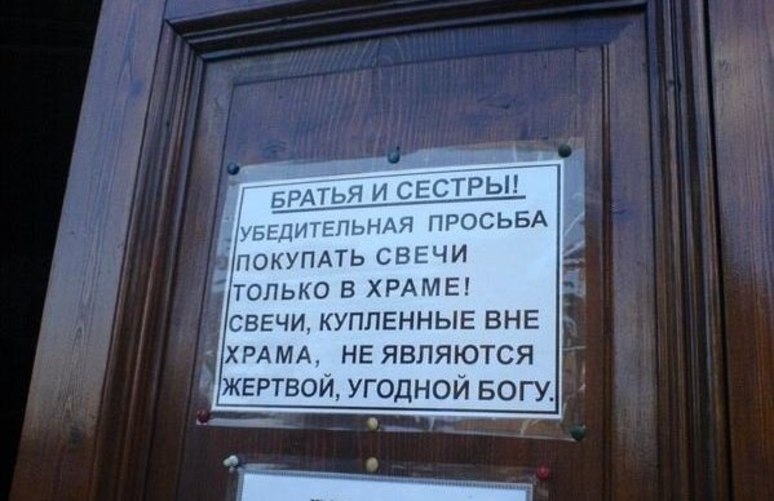 БРАТЬЯ И СЕСТРЫ!
УБЕДИТЕЛЬНАЯ ПРОСЬБА
ПОКУПАТЬ СВЕЧИ
ТОЛЬКО В ХРАМЕ!
СВЕЧИ, КУПЛЕННЫЕ ВНЕ
ХРАМА, НЕ ЯВЛЯЮТСЯ
ЖЕРТВОЙ, УГОДНОЙ БОГУ.